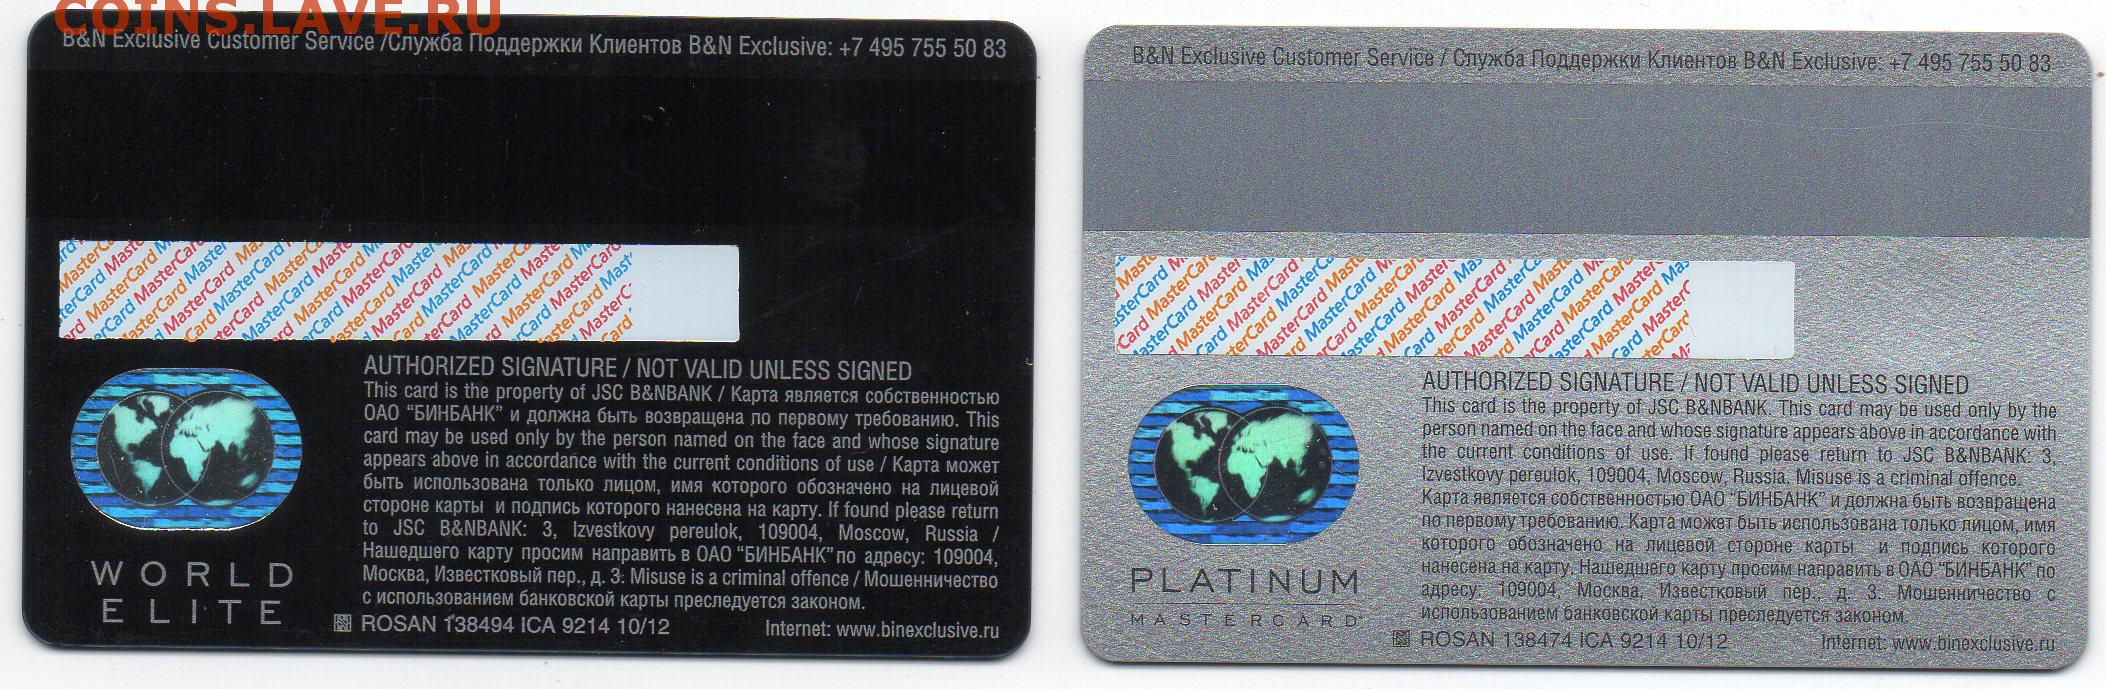 COINS.LAVE.RU
B&N Exclusive Customer Service /Служба Поддержки Клиентов B&N Exclusive: +7 495 755 50 83
AUTHORIZED SIGNATURE / NOT VALID UNLESS SIGNED
This card is the property of JSC B&NBANK / Карта является собственностью
ОАО "БИНБАНК" и должна быть возвращена по первому требованию. This
card may be used only by the person named on the face and whose signature
appears above in accordance with the current conditions of use / Карта может
быть использована только лицом, имя которого обозначено на лицевой
стороне карты и подпись которого нанесена на карту. If found please return
to JSC B&NBANK: 3, Izvestkovy pereulok, 109004, Moscow, Russia /
Нашедшего карту просим направить в ОАО "БИНБАНК" по адресу: 109004,
Москва, Известковый пер., д. 3. Misuse is a criminal offence / Мошенничество
с использованием банковской карты преследуется законом.
WORLD
ELITE
ROSAN 138494 ICA 9214 10/12
Internet: www.binexclusive.ru
B&N Exclusive Customer Service / Служба Поддержки Клиентов B&N Exclusive: +7 495 755 50 83
AUTHORIZED SIGNATURE / NOT VALID UNLESS SIGNED
This card is the property of JSC B&NBANK. This card may be used only by the
person named on the face and whose signature appears above in accordance with
the current conditions of use. If found please return to JSC B&NBANK: 3,
Izvestkovy pereulok, 109004, Moscow, Russia. Misuse is a criminal offence.
Карта является собственностью ОАО "БИНБАНК" и должна быть возвращена
по первому требованию. Карта может быть использована только лицом, имя
которого обозначено на лицевой стороне карты и подпись которого
нанесена на карту. Нашедшего карту просим направить в ОАО "БИНБАНК" по
адресу: 109004, Москва, Известковый пер., д. 3. Мошенничество с
использованием банковской карты преследуется законом.
PLATINUM
MASTERCARD
ROSAN 138474 ICA 9214 10/12
Internet: www.binexclusive.ru